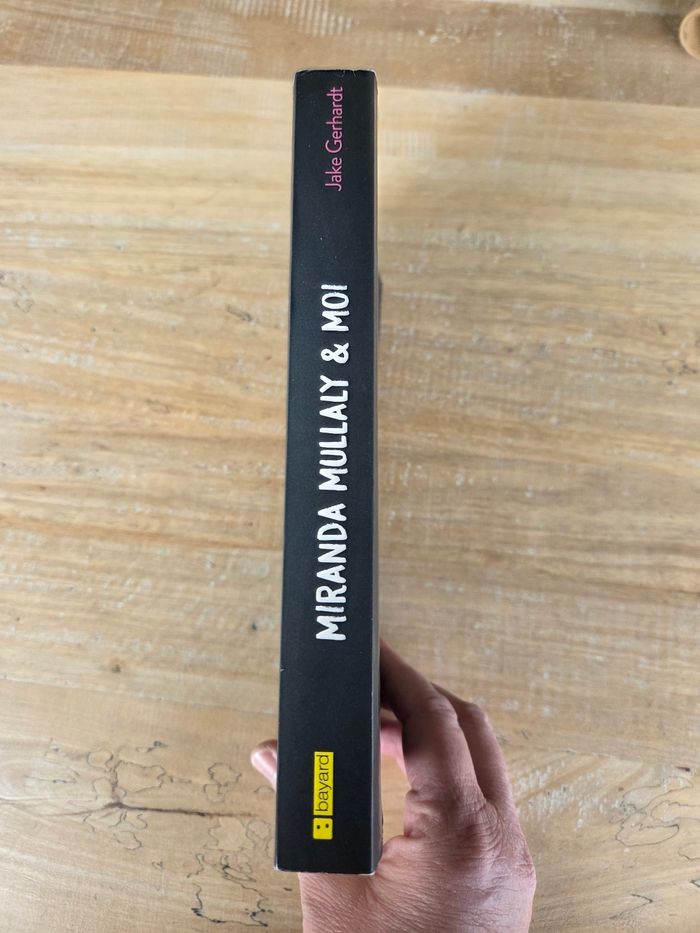 Jake Gerhardt
MIRANDA MULLALY & MOI
bayard